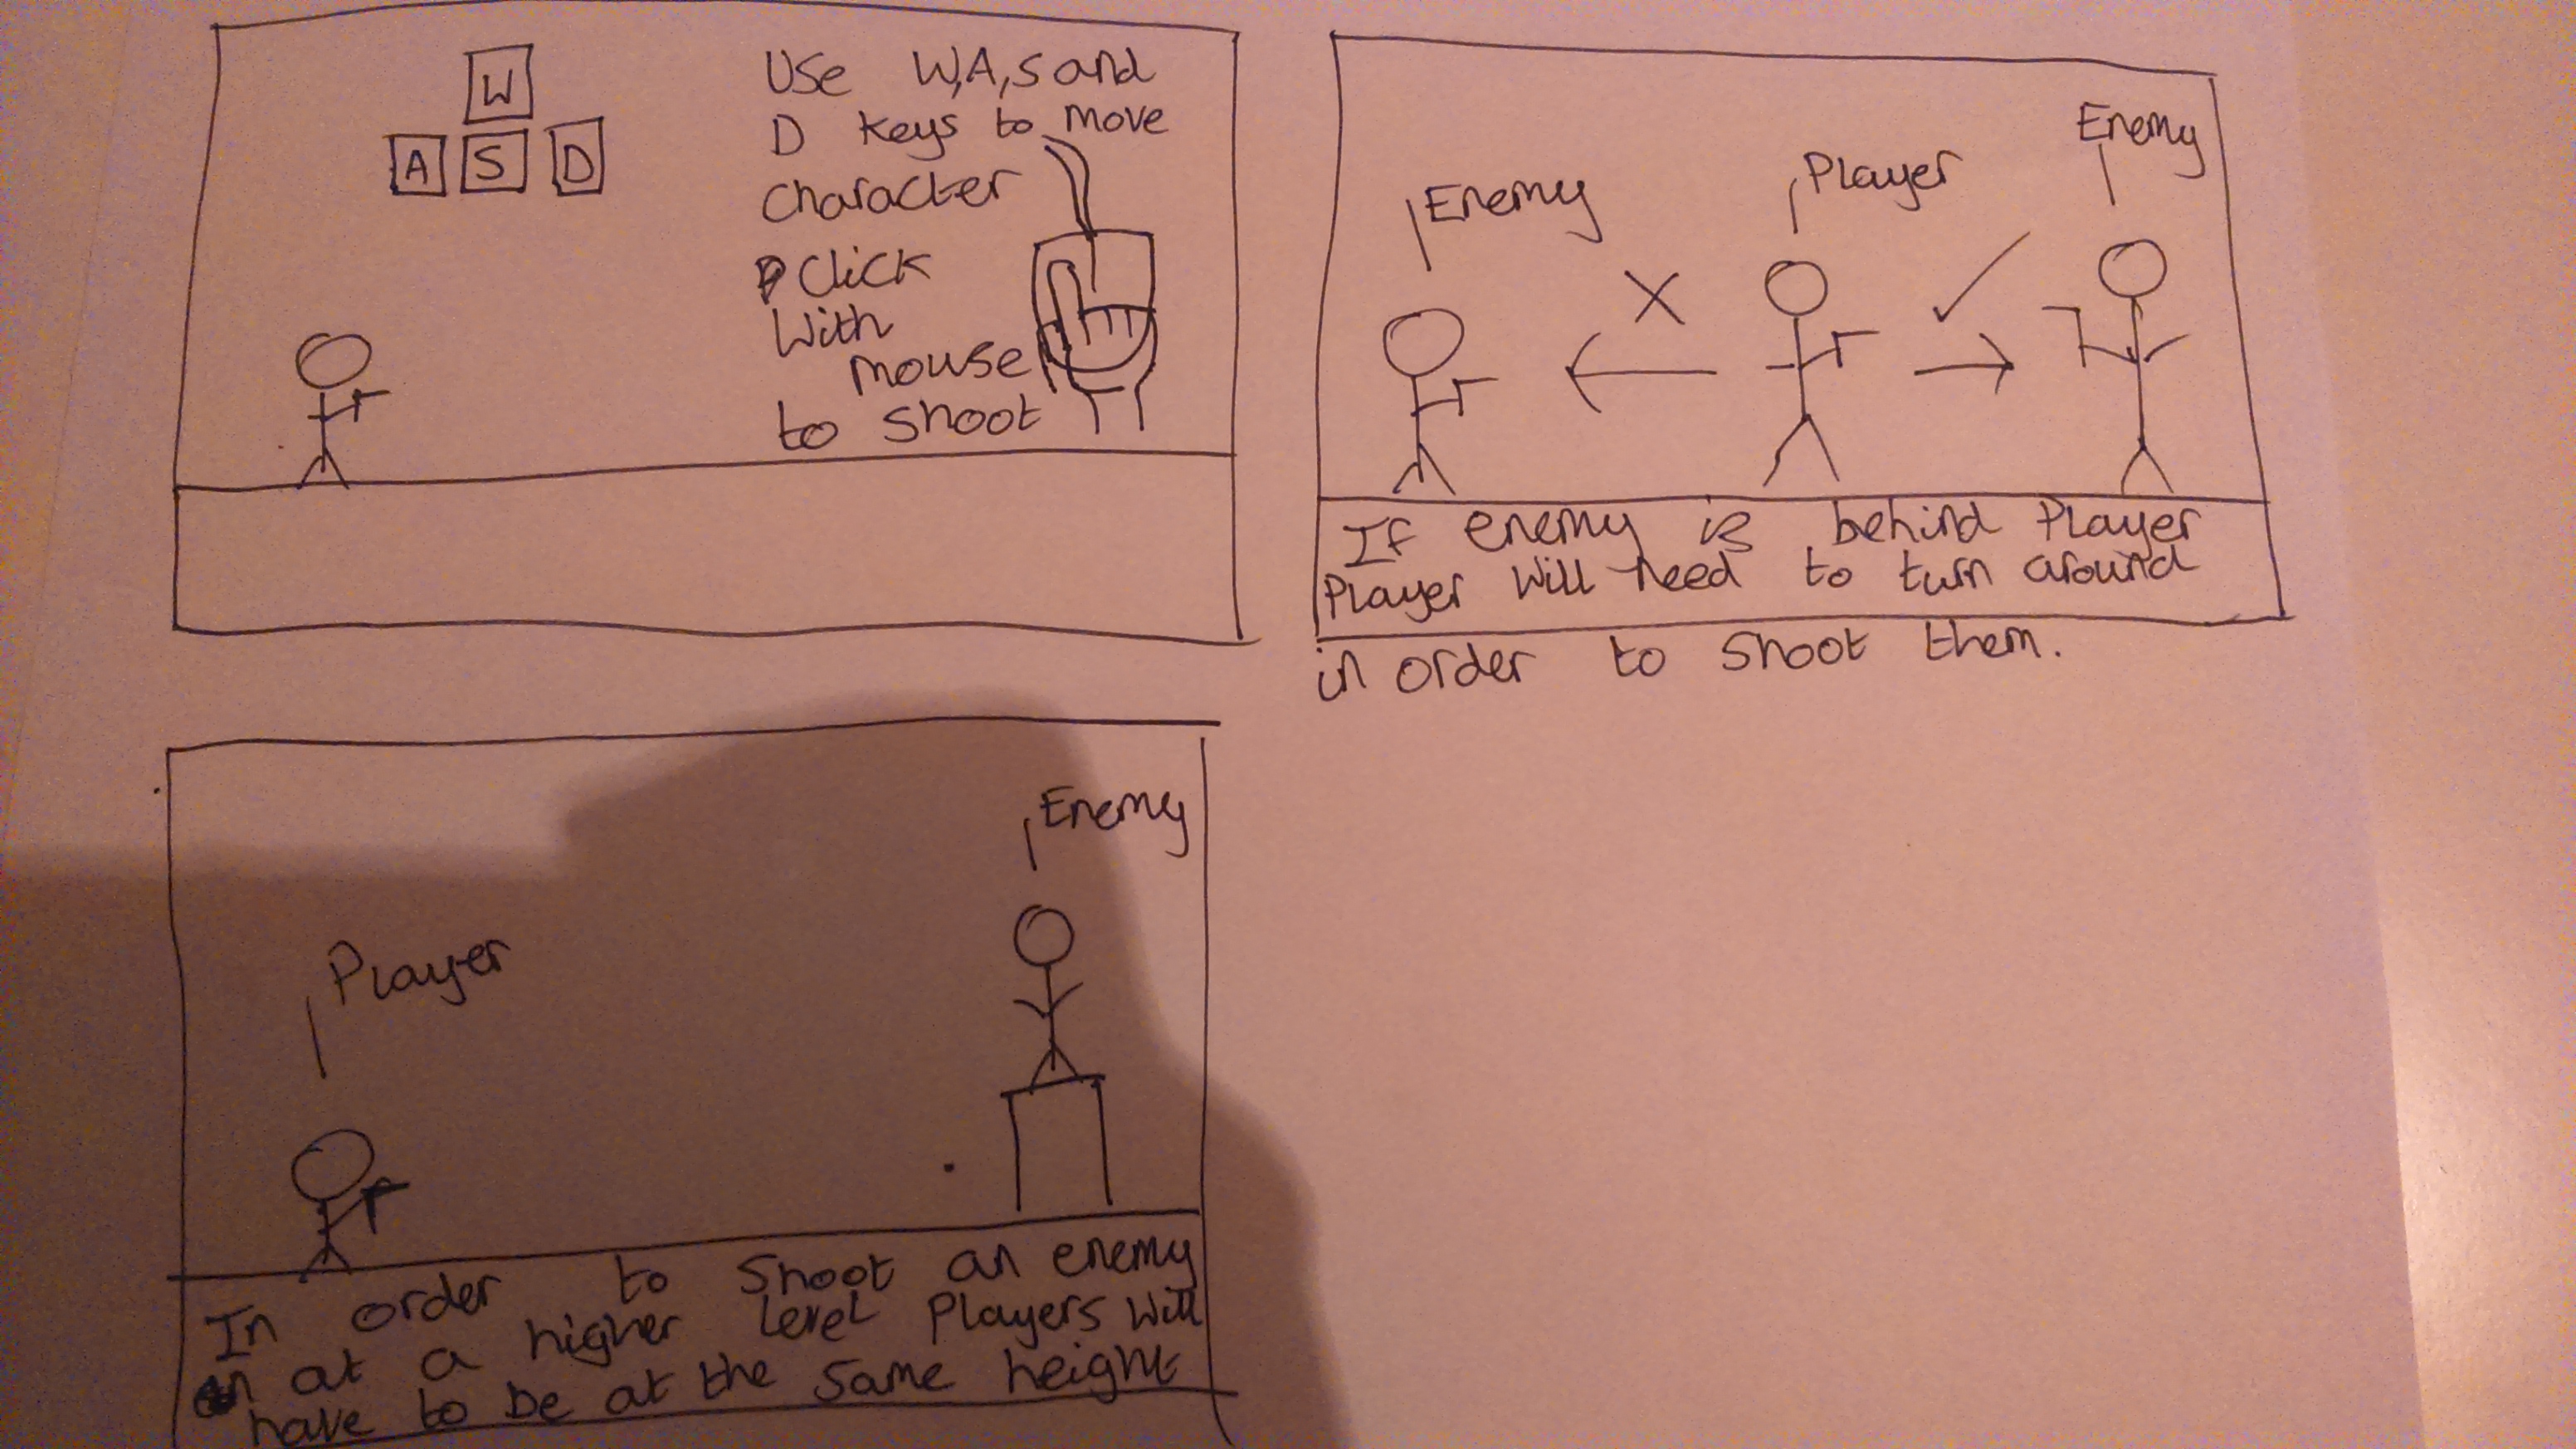 W
A S D
Use W,A,S and
D keys to move
character
Click
With
mouse
to shoot
Enemy
Player
Enemy
If enemy is behind Player
Player will need to turn around
in order to shoot them.
Player
Enemy
In order to shoot an enemy
at a higher level Players will
have to be at the same height